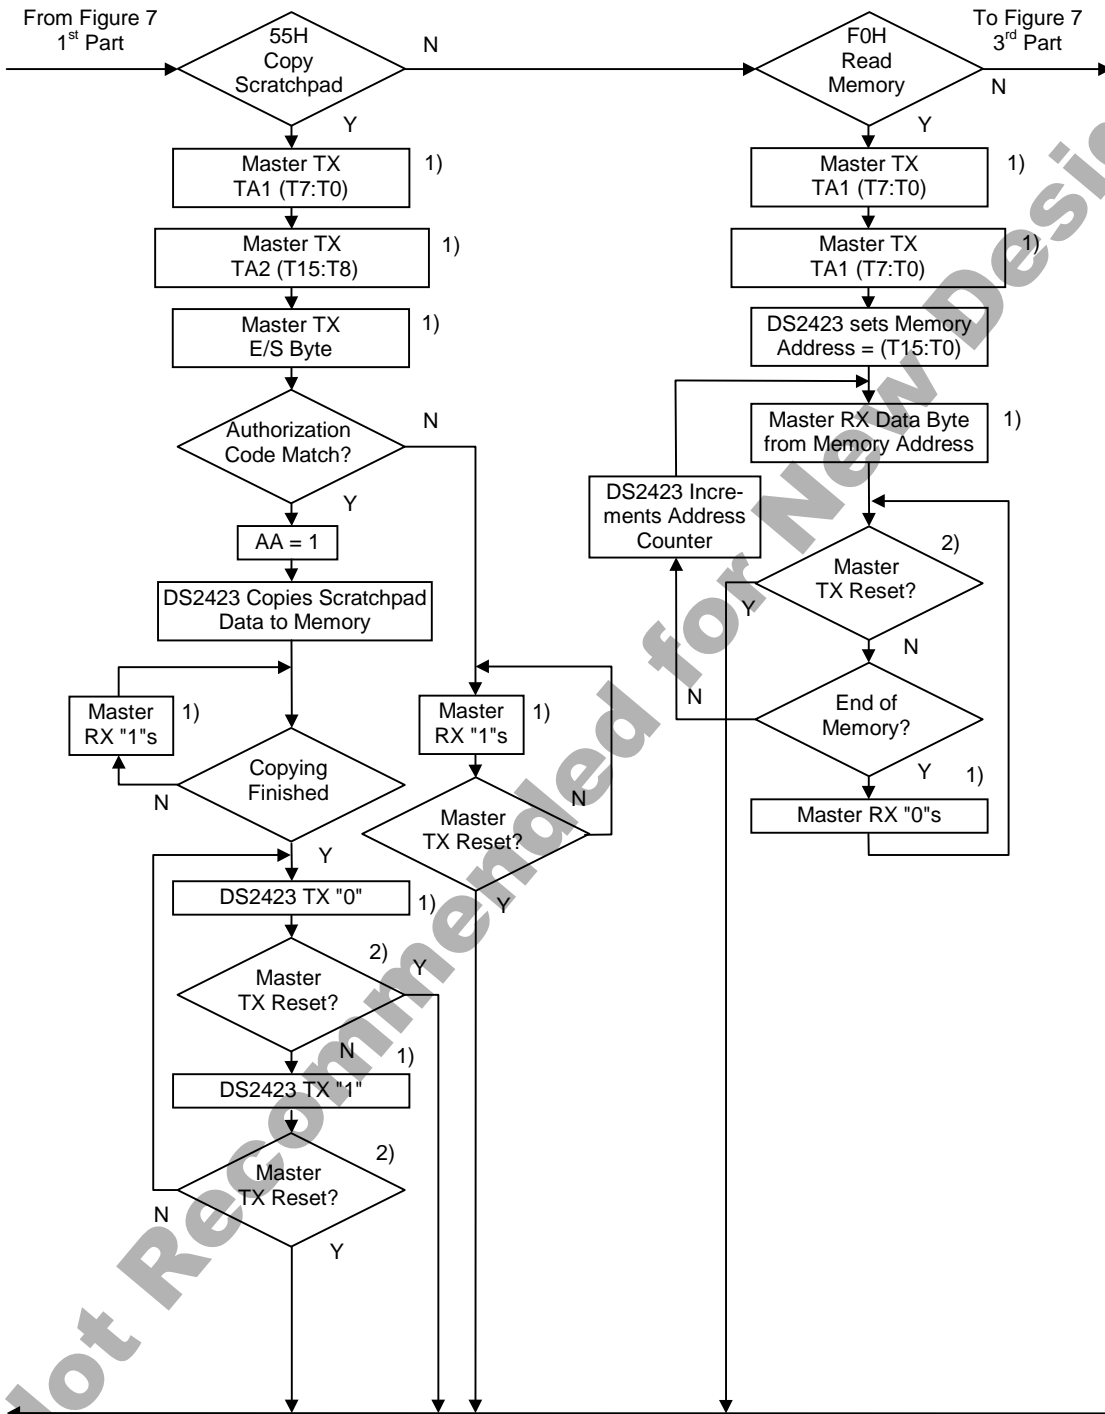 From Figure 7
1st Part
55H
Copy
Scratchpad
N
Y
F0H
Read
Memory
N
Y
To Figure 7
3rd Part
Master TX
TA1 (T7:T0)
1)
Master TX
TA2 (T15:T8)
1)
Master TX
E/S Byte
1)
Authorization
Code Match?
N
Y
AA = 1
DS2423 Copies Scratchpad
Data to Memory
Master
RX "1"s
1)
Copying
Finished
N
Y
DS2423 TX "0"
1)
Master
TX Reset?
2)
Y
N
DS2423 TX "1"
1)
Master
TX Reset?
2)
N
Y
Master
RX "1"s
1)
Master
TX Reset?
N
Y
Master TX
TA1 (T7:T0)
1)
Master TX
TA1 (T7:T0)
1)
DS2423 sets Memory
Address = (T15:T0)
Master RX Data Byte
from Memory Address
1)
DS2423 Incre-
ments Address
Counter
Master
TX Reset?
2)
Y
N
End of
Memory?
N
Y
Master RX "0"s
1)
Not Recommended for New Desig